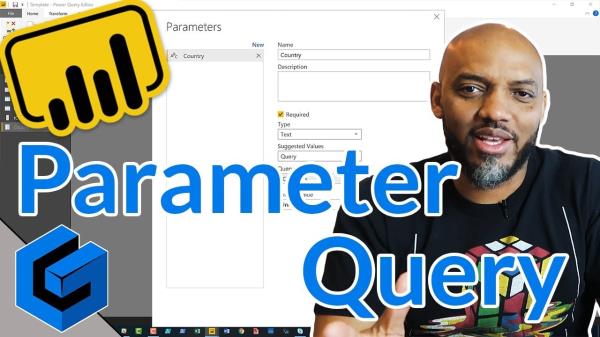 Template - Power Query Editor
File
Home
Transform
Parameters
New
Country
Name
Country
Description
Required
Type
Text
Suggested Values
Query
Parameter
Query